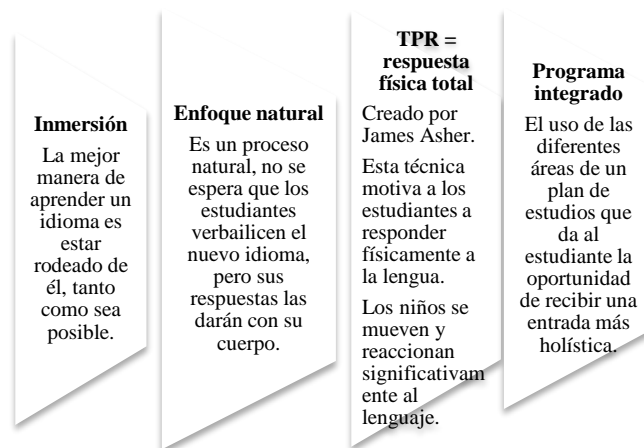 Inmersión
La mejor
manera de
aprender un
idioma es
estar
rodeado de
él, tanto
como sea
posible.
Enfoque natural
Es un proceso
natural, no se
espera que los
estudiantes
verbailicen el
nuevo idioma,
pero sus
respuestas las
darán con su
cuerpo.
TPR =
respuesta
física total
Creado por
James Asher.
Esta técnica
motiva a los
estudiantes a
responder
físicamente a
la lengua.
Los niños se
mueven y
reaccionan
significativam
ente al
lenguaje.
Programa
integrado
El uso de las
diferentes
áreas de un
plan de
estudios que
da al
estudiante la
oportunidad
de recibir una
entrada más
holística.